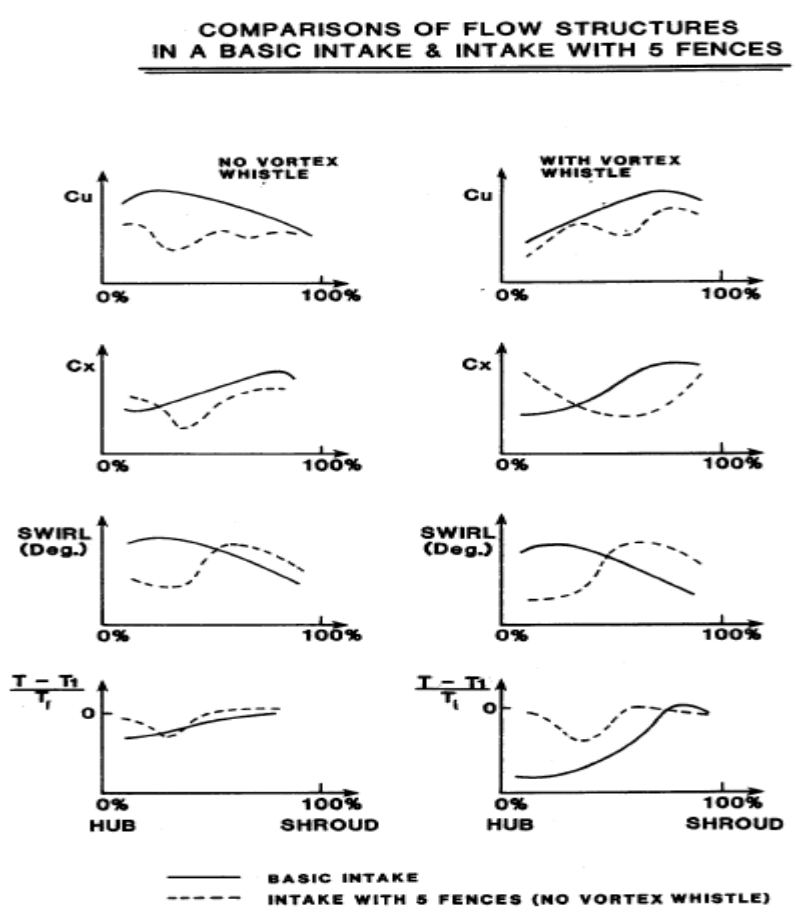 COMPARISONS OF FLOW STRUCTURES
IN A BASIC INTAKE & INTAKE WITH 5 FENCES
NO VORTEX
WHISTLE
Cu
0%
100%
WITH VORTEX
WHISTLE
Cu
0%
100%
Cx
0%
100%
Cx
0%
100%
SWIRL
(Deg.)
0%
100%
SWIRL
(Deg.)
0%
100%
T - T1
T
0
0%
100%
HUB
SHROUD
T - T1
T
0
0%
100%
HUB
SHROUD
BASIC INTAKE
INTAKE WITH 5 FENCES (NO VORTEX WHISTLE)